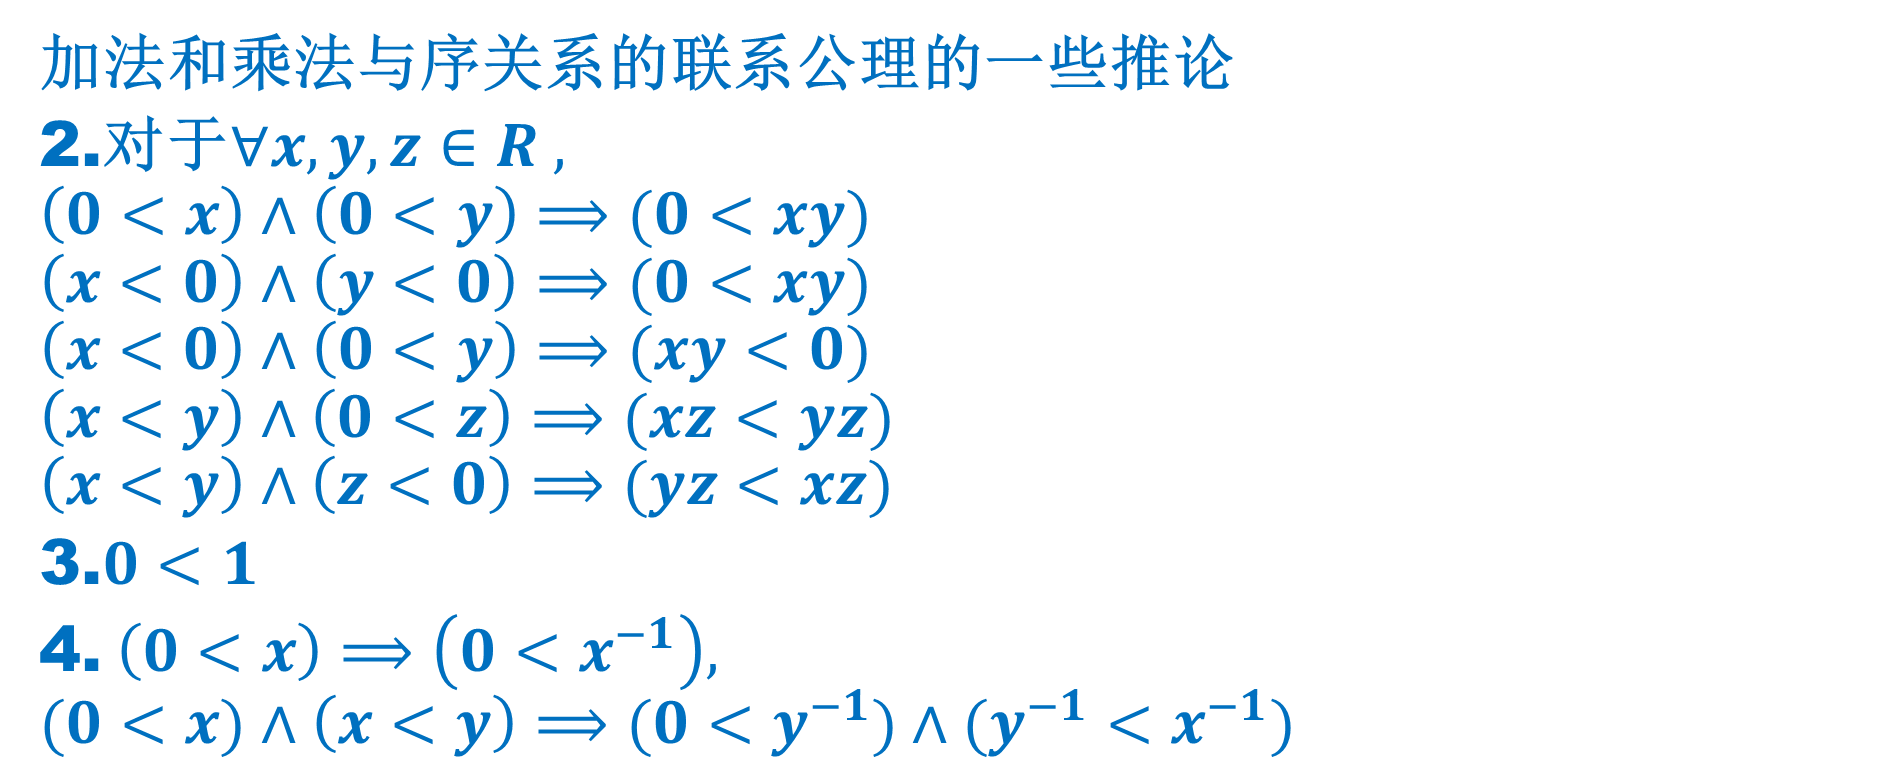 加法和乘法与序关系的联系公理的一些推论
2.对于∀x, y, z ∈ R ,
(0 < x) ∧ (0 < y) ⟹ (0 < xy)
(x < 0) ∧ (y < 0) ⟹ (0 < xy)
(x < 0) ∧ (0 < y) ⟹ (xy < 0)
(x < y) ∧ (0 < z) ⟹ (xz < yz)
(x < y) ∧ (z < 0) ⟹ (yz < xz)
3.0 < 1
4. (0 < x) ⟹ (0 < x⁻¹),
(0 < x) ∧ (x < y) ⟹ (0 < y⁻¹) ∧ (y⁻¹ < x⁻¹)